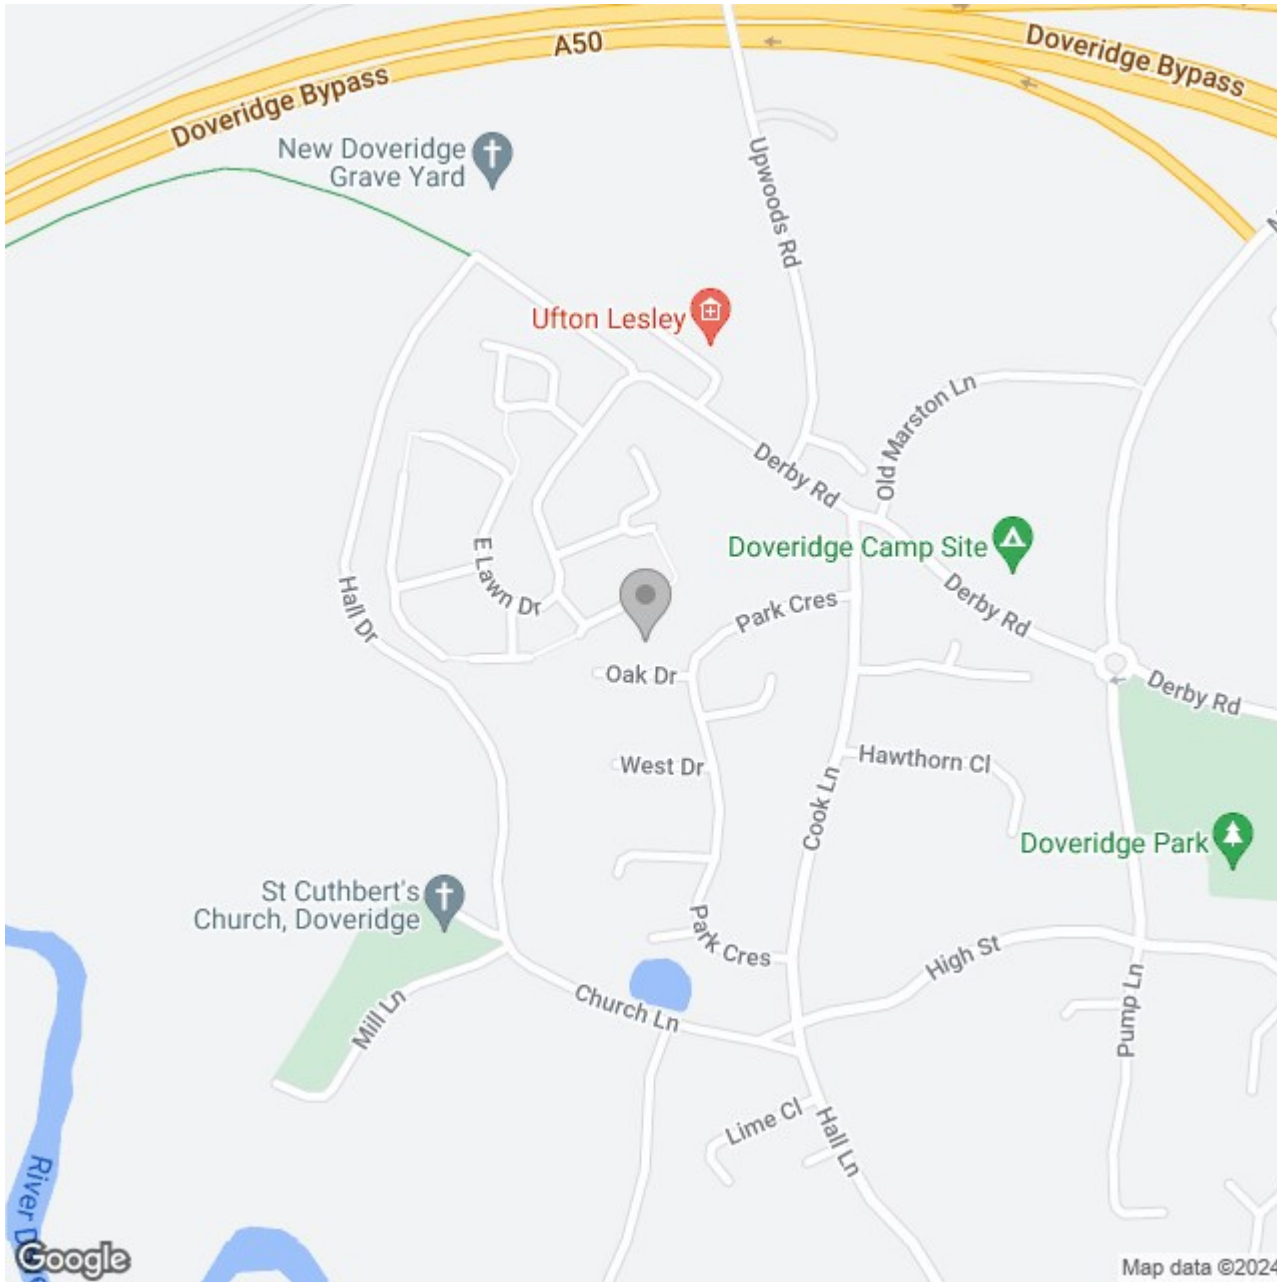 A50
Doveridge Bypass
Doveridge Bypass
New Doveridge
Grave Yard
Upwoods Rd
Ufton Lesley
Old Marston Ln
Derby Rd
Doveridge Camp Site
E Lawn Dr
Hall Dr
Park Cres
Derby Rd
Oak Dr
Derby Rd
West Dr
Hawthorn Cl
Cook Ln
Doveridge Park
St Cuthbert's
Church, Doveridge
Park Cres
High St
Mill Ln
Church Ln
Pump Ln
Lime Cl
Hall Ln
River
Google
Map data ©2024